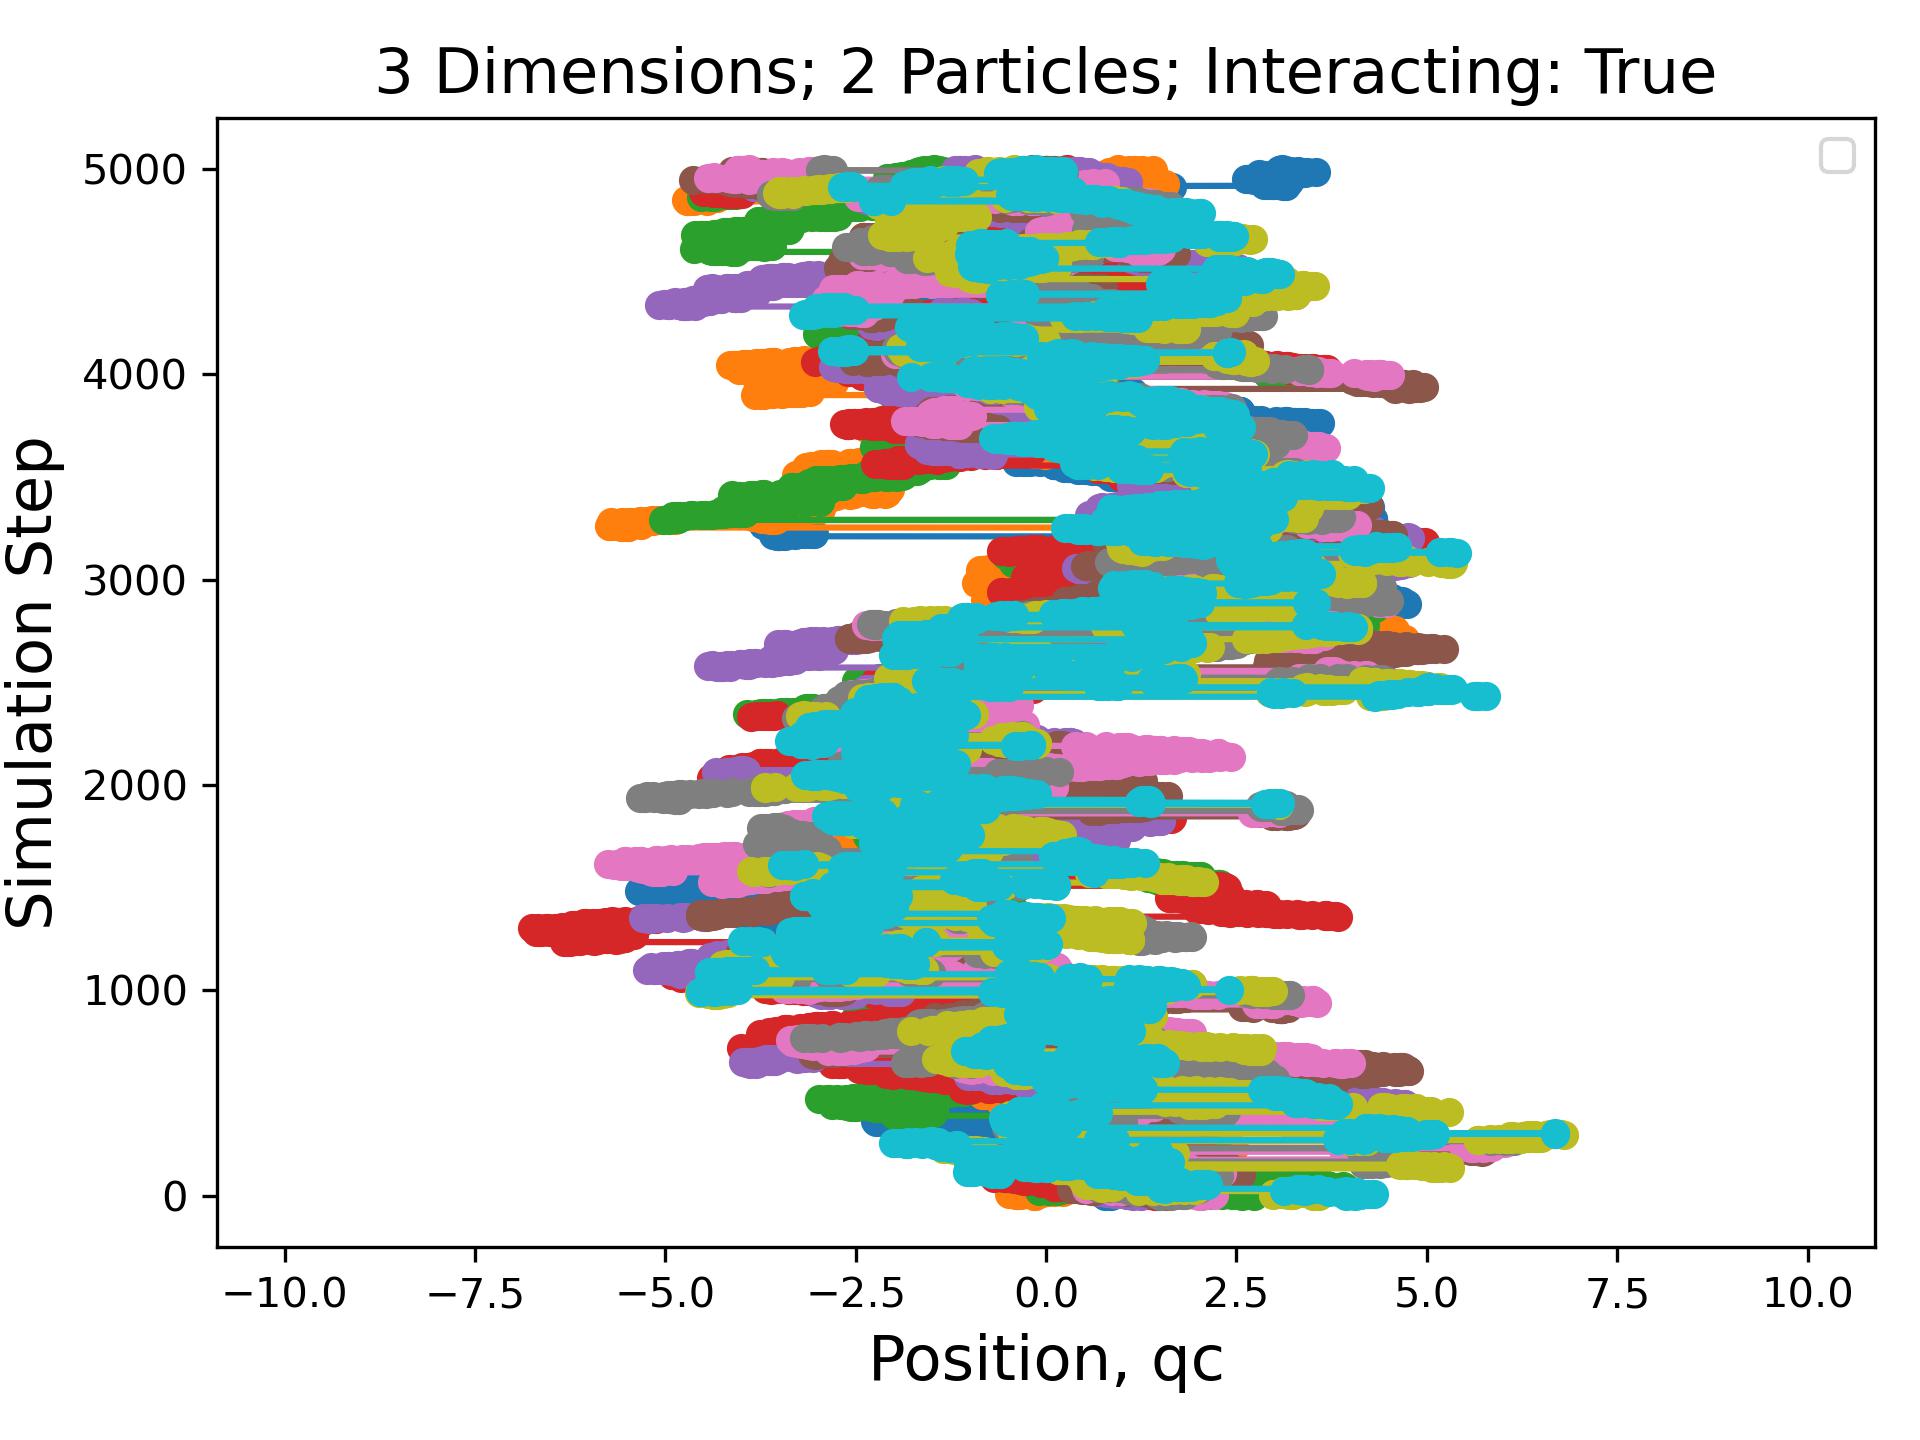 3 Dimensions; 2 Particles; Interacting: True
Simulation Step
5000
4000
3000
2000
1000
0
−10.0 −7.5 −5.0 −2.5 0.0 2.5 5.0 7.5 10.0
Position, qc